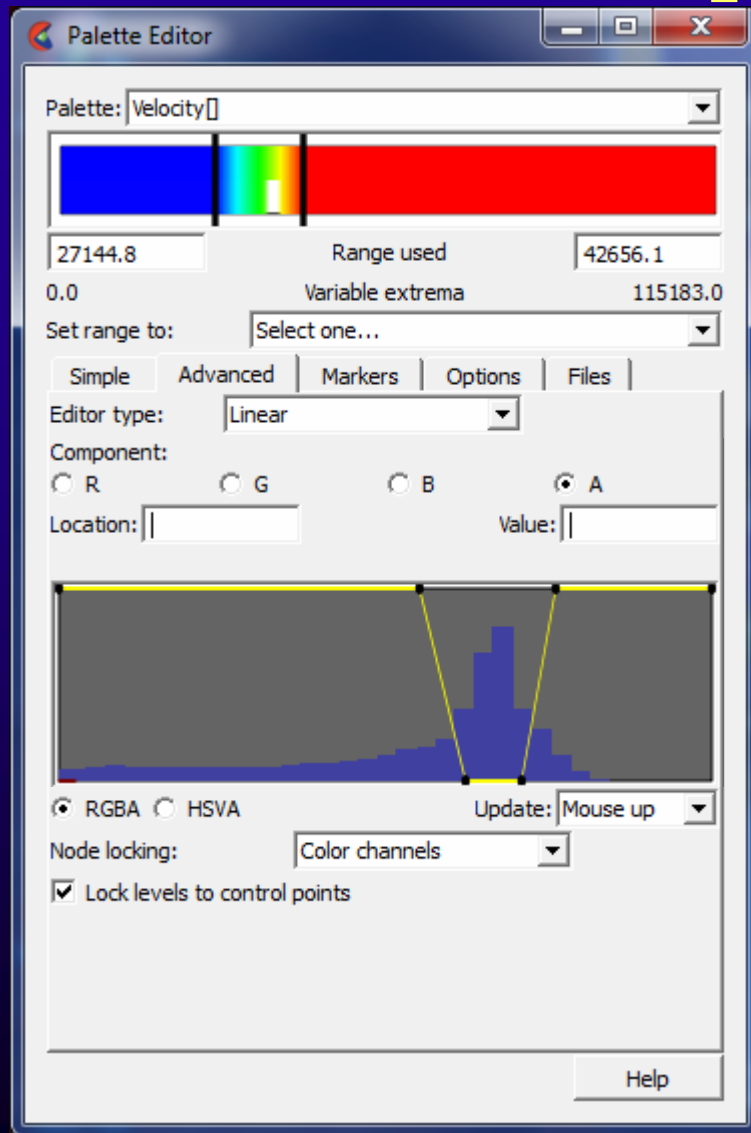 Palette Editor
Palette: Velocity[]
27144.8 Range used 42656.1
0.0 Variable extrema 115183.0
Set range to: Select one...
Simple Advanced Markers Options Files
Editor type: Linear
Component:
R G B A
Location: Value:
RGBA HSVA Update: Mouse up
Node locking: Color channels
Lock levels to control points
Help